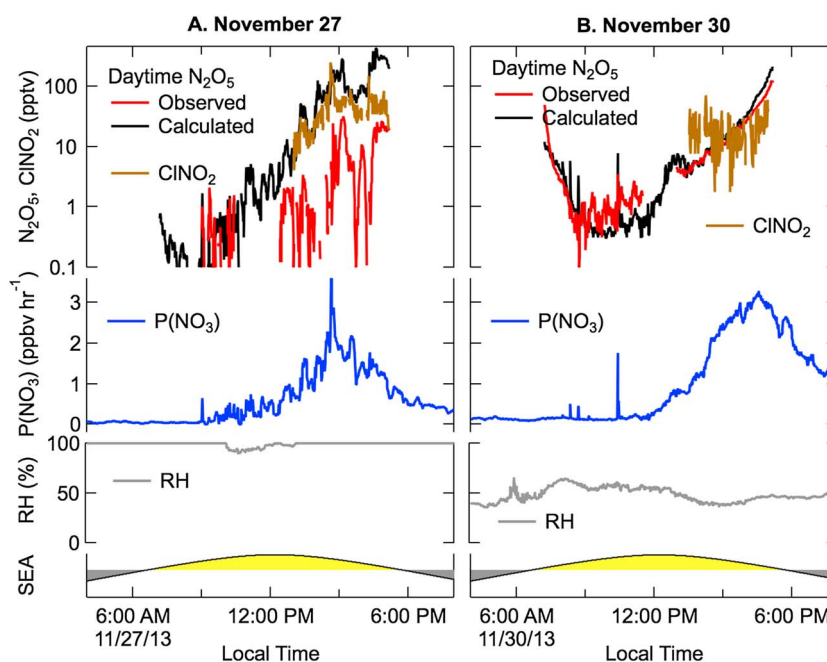 A. November 27
N₂O₅, ClNO₂ (pptv)
100
10
1
0.1
Daytime N₂O₅
Observed
Calculated
ClNO₂
P(NO₃) (ppbv hr⁻¹)
3
2
1
0
P(NO₃)
RH (%)
100
50
0
RH
SEA
6:00 AM
11/27/13
12:00 PM
6:00 PM
Local Time
B. November 30
Daytime N₂O₅
Observed
Calculated
ClNO₂
P(NO₃)
RH
6:00 AM
11/30/13
12:00 PM
6:00 PM
Local Time